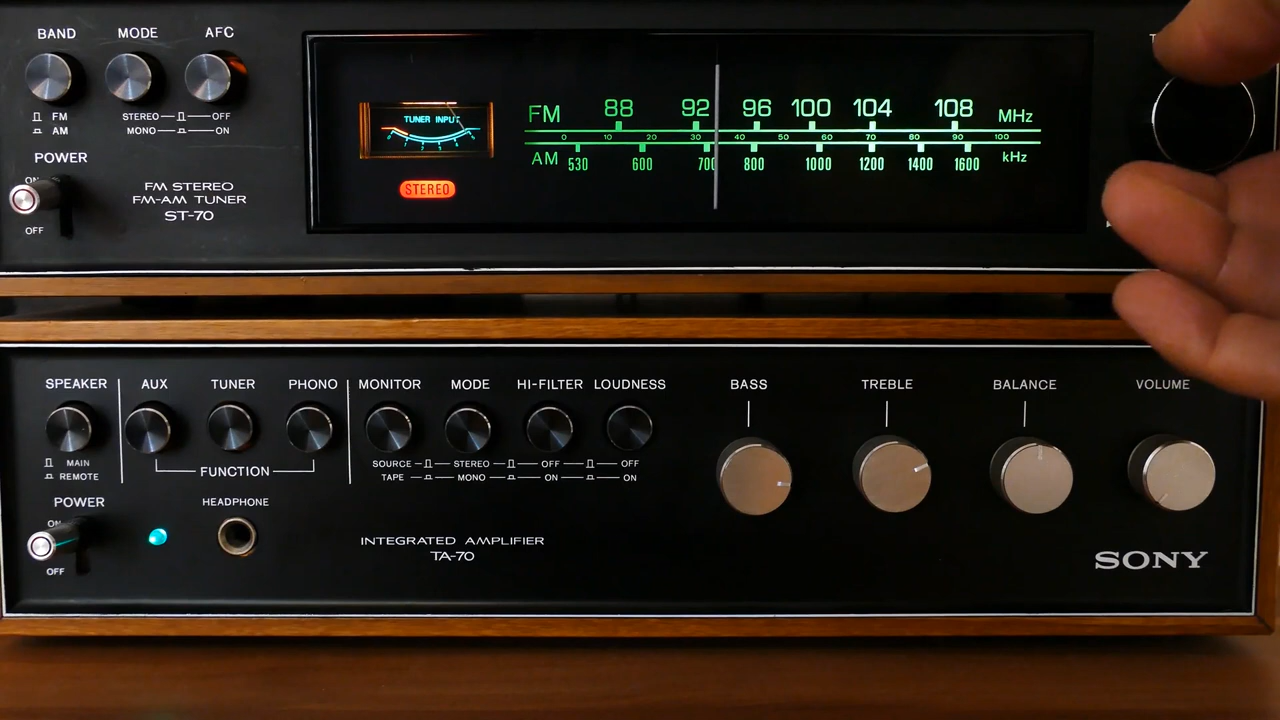 BAND MODE AFC
FM STEREO OFF
AM MONO ON
POWER
ON
OFF
FM STEREO
FM-AM TUNER
ST-70
TUNER INPUT
STEREO
FM 88 92 96 100 104 108 MHz
0 10 20 30 40 50 60 70 80 90 100
AM 530 600 700 800 1000 1200 1400 1600 kHz
SPEAKER AUX TUNER PHONO MONITOR MODE HI-FILTER LOUDNESS BASS TREBLE BALANCE VOLUME
MAIN
REMOTE
FUNCTION
SOURCE STEREO OFF OFF
TAPE MONO ON ON
POWER
ON
OFF
HEADPHONE
INTEGRATED AMPLIFIER
TA-70
SONY